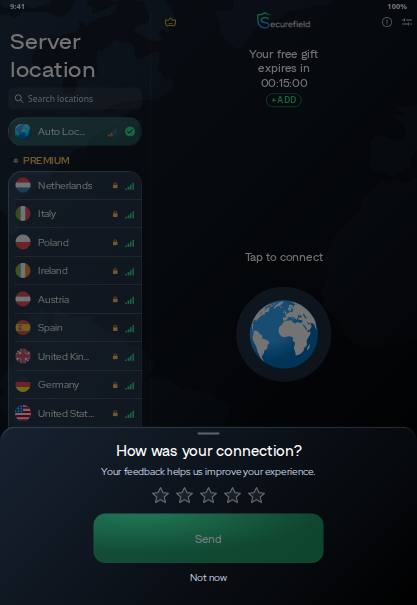 9:41
100%
Server
location
Search locations
Auto Loc...
PREMIUM
Netherlands
Italy
Poland
Ireland
Austria
Spain
United Kin...
Germany
United Stat...
Securefield
Your free gift
expires in
00:15:00
+ADD
Tap to connect
How was your connection?
Your feedback helps us improve your experience.
Send
Not now